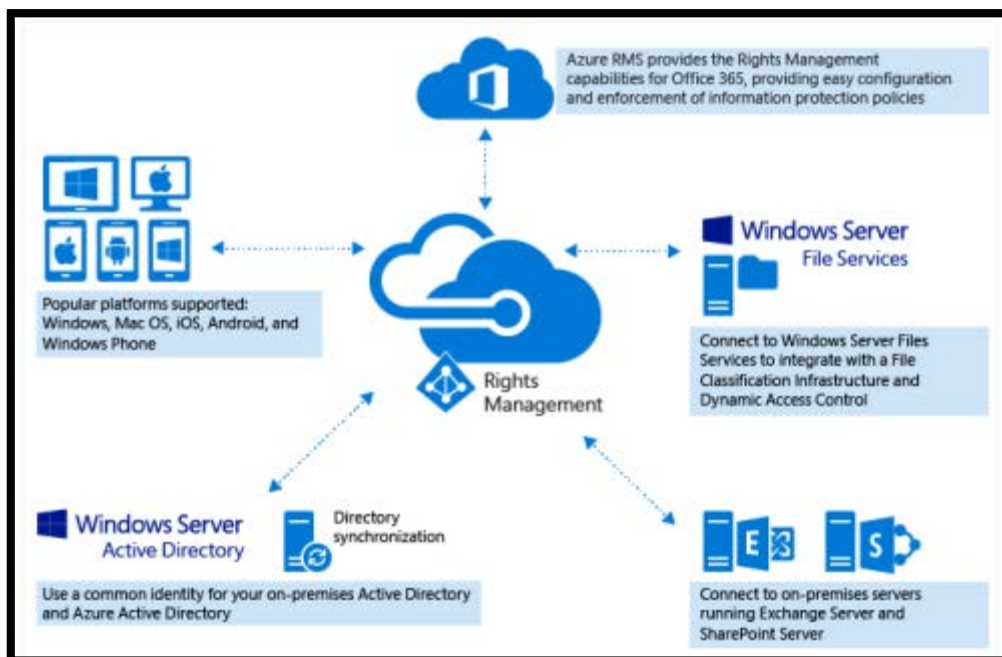 Azure RMS provides the Rights Management
capabilities for Office 365, providing easy configuration
and enforcement of information protection policies
Popular platforms supported:
Windows, Mac OS, iOS, Android, and
Windows Phone
Windows Server
File Services
Connect to Windows Server Files
Services to integrate with a File
Classification Infrastructure and
Dynamic Access Control
Rights
Management
Windows Server
Active Directory
Directory
synchronization
Use a common identity for your on-premises Active Directory
and Azure Active Directory
E
S
Connect to on-premises servers
running Exchange Server and
SharePoint Server